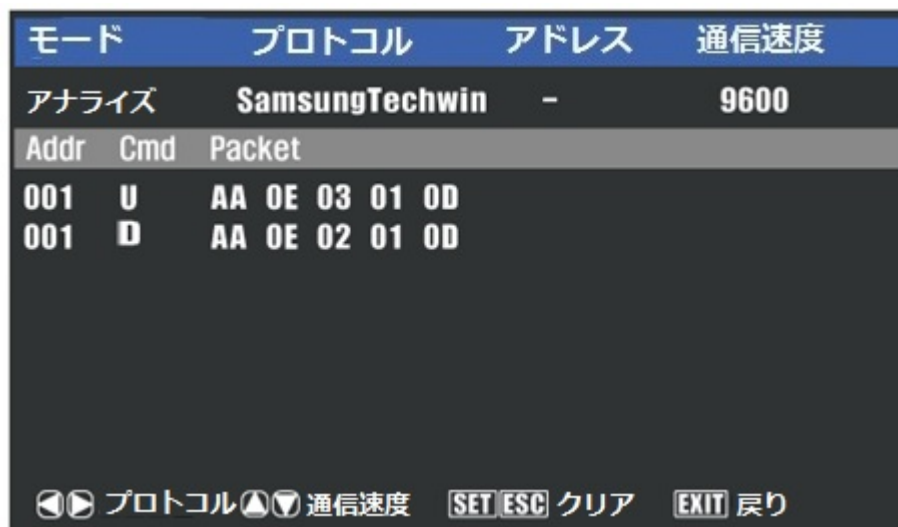 モード プロトコル アドレス 通信速度
アナライズ SamsungTechwin - 9600
Addr Cmd Packet
001 U AA 0E 03 01 0D
001 D AA 0E 02 01 0D
プロトコル 通信速度 SET ESC クリア EXIT 戻り